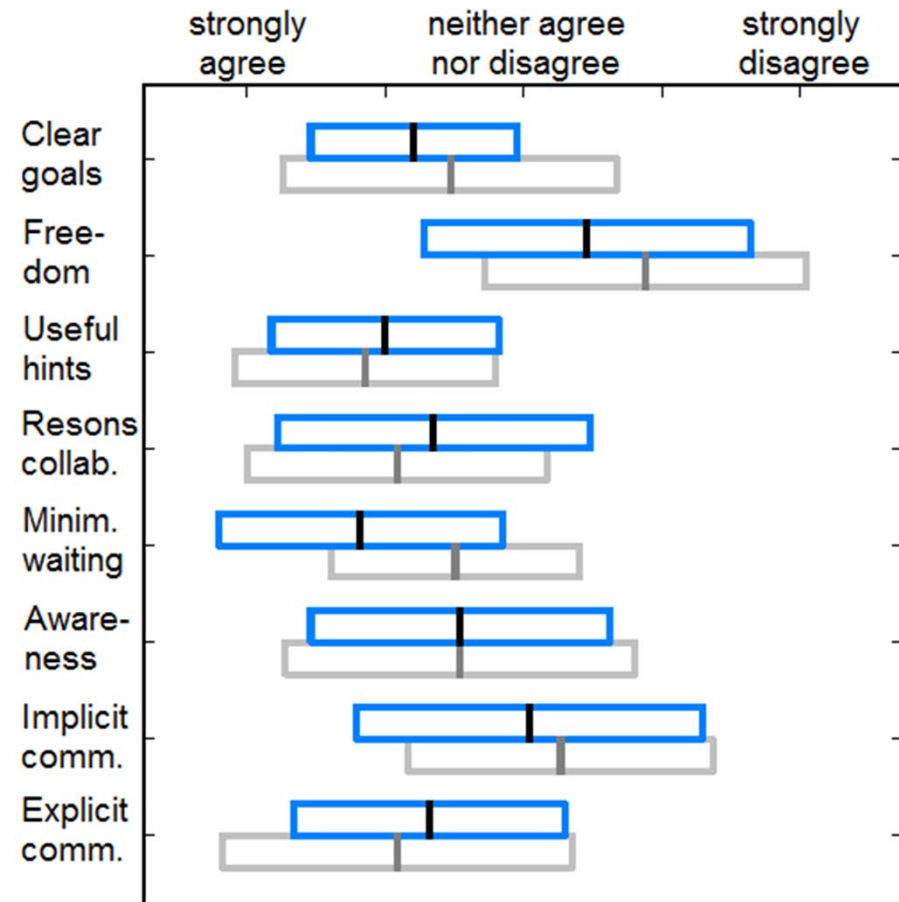 strongly
agree
neither agree
nor disagree
strongly
disagree
Clear
goals
Free-
dom
Useful
hints
Resons
collab.
Minim.
waiting
Aware-
ness
Implicit
comm.
Explicit
comm.